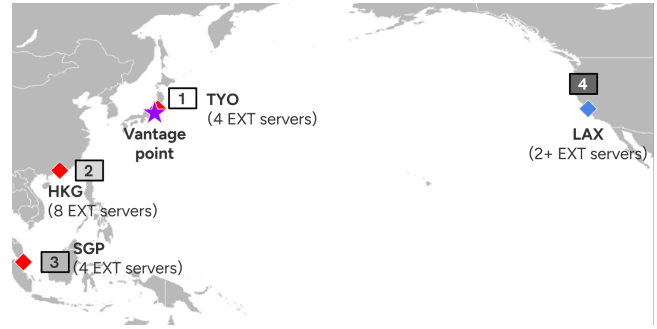 4
1
TYO
(4 EXT servers)
Vantage
point
LAX
(2+ EXT servers)
2
HKG
(8 EXT servers)
SGP
3
(4 EXT servers)